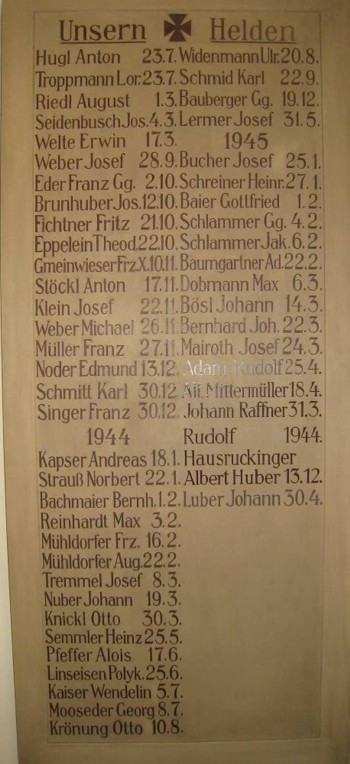 Unsern Helden
Hugl Anton 23.7.
Troppmann Lor. 23.7.
Riedl August 1.3.
Seidenbusch Jos. 4.3.
Welte Erwin 17.3.
Weber Josef 28.9.
Eder Franz Gg. 2.10.
Brunhuber Jos. 12.10.
Fichtner Fritz 21.10.
Eppelein Theod. 22.10.
Gmeinwieser Frz.X. 10.11.
Stöckl Anton 17.11.
Klein Josef 22.11.
Weber Michael 26.11.
Müller Franz 27.11.
Noder Edmund 13.12.
Schmitt Karl 30.12.
Singer Franz 30.12.
1944
Kapser Andreas 18.1.
Strauß Norbert 22.1.
Bachmaier Bernh. 1.2.
Reinhardt Max 3.2.
Mühldorfer Frz. 16.2.
Mühldorfer Aug. 22.2.
Tremmel Josef 8.3.
Nuber Johann 19.3.
Knickl Otto 30.3.
Semmler Heinz 25.5.
Pfeffer Alois 17.6.
Linseisen Polyk. 25.6.
Kaiser Wendelin 5.7.
Mooseder Georg 8.7.
Krönung Otto 10.8.
Widenmann Ulr. 20.8.
Schmid Karl 22.9.
Bauberger Gg. 19.12.
Lermer Josef 31.5.
1945
Bucher Josef 25.1.
Schreiner Heinr. 27.1.
Baier Gottfried 1.2.
Schlammer Gg. 4.2.
Schlammer Jak. 6.2.
Baumgartner Ad. 22.2.
Dobmann Max 6.3.
Bösl Johann 14.3.
Bernhard Joh. 22.3.
Mairoth Josef 24.3.
Adam Rudolf 25.4.
Alf. Mittermüller 18.4.
Johann Raffner 31.3.
Rudolf 1944.
Hausruckinger
Albert Huber 13.12.
Luber Johann 30.4.